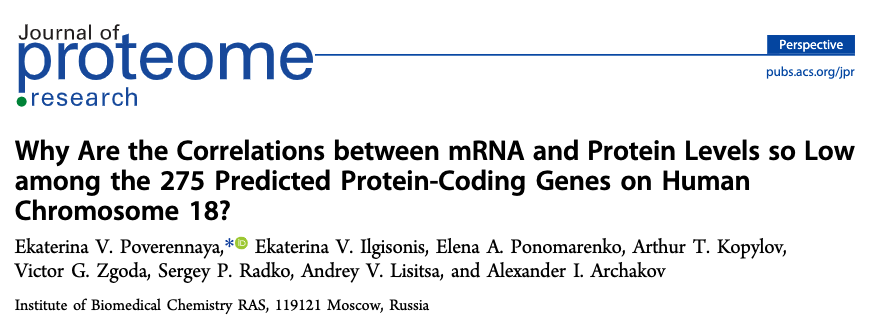 Journal of
proteome
research
Perspective
pubs.acs.org/jpr
Why Are the Correlations between mRNA and Protein Levels so Low
among the 275 Predicted Protein-Coding Genes on Human
Chromosome 18?
Ekaterina V. Poverennaya,* iD Ekaterina V. Ilgisonis, Elena A. Ponomarenko, Arthur T. Kopylov,
Victor G. Zgoda, Sergey P. Radko, Andrey V. Lisitsa, and Alexander I. Archakov
Institute of Biomedical Chemistry RAS, 119121 Moscow, Russia